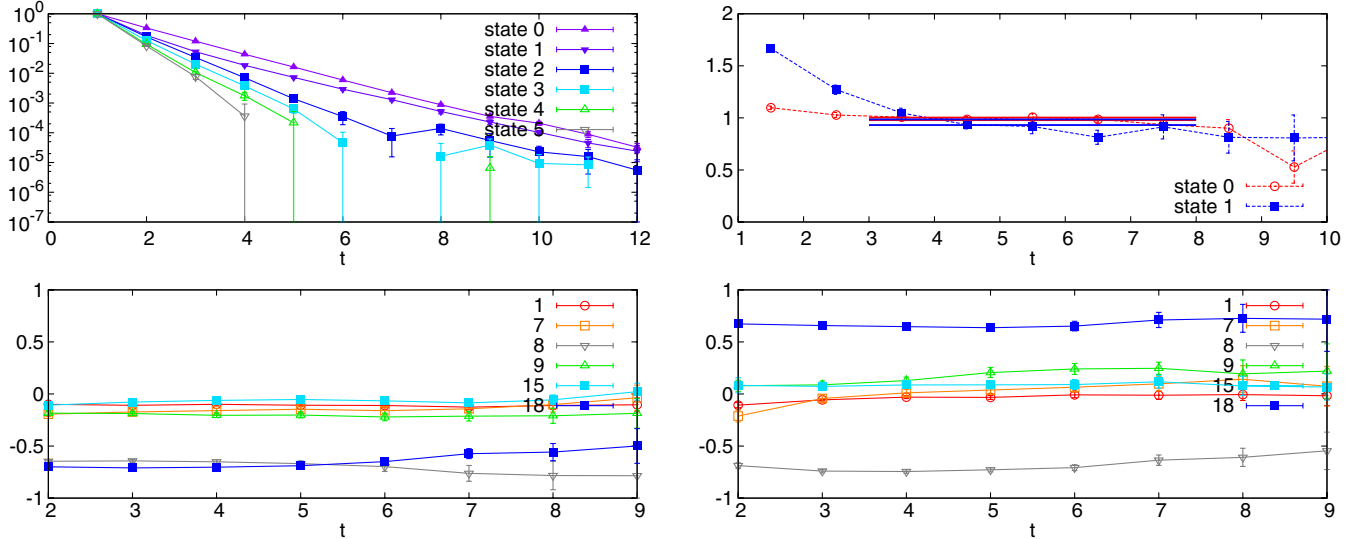 10^0
10^-1
10^-2
10^-3
10^-4
10^-5
10^-6
10^-7
0 2 4 6 8 10 12
t
state 0
state 1
state 2
state 3
state 4
state 5
2
1.5
1
0.5
0
1 2 3 4 5 6 7 8 9 10
t
state 0
state 1
1
0.5
0
-0.5
-1
2 3 4 5 6 7 8 9
t
1
7
8
9
15
18
1
0.5
0
-0.5
-1
2 3 4 5 6 7 8 9
t
1
7
8
9
15
18